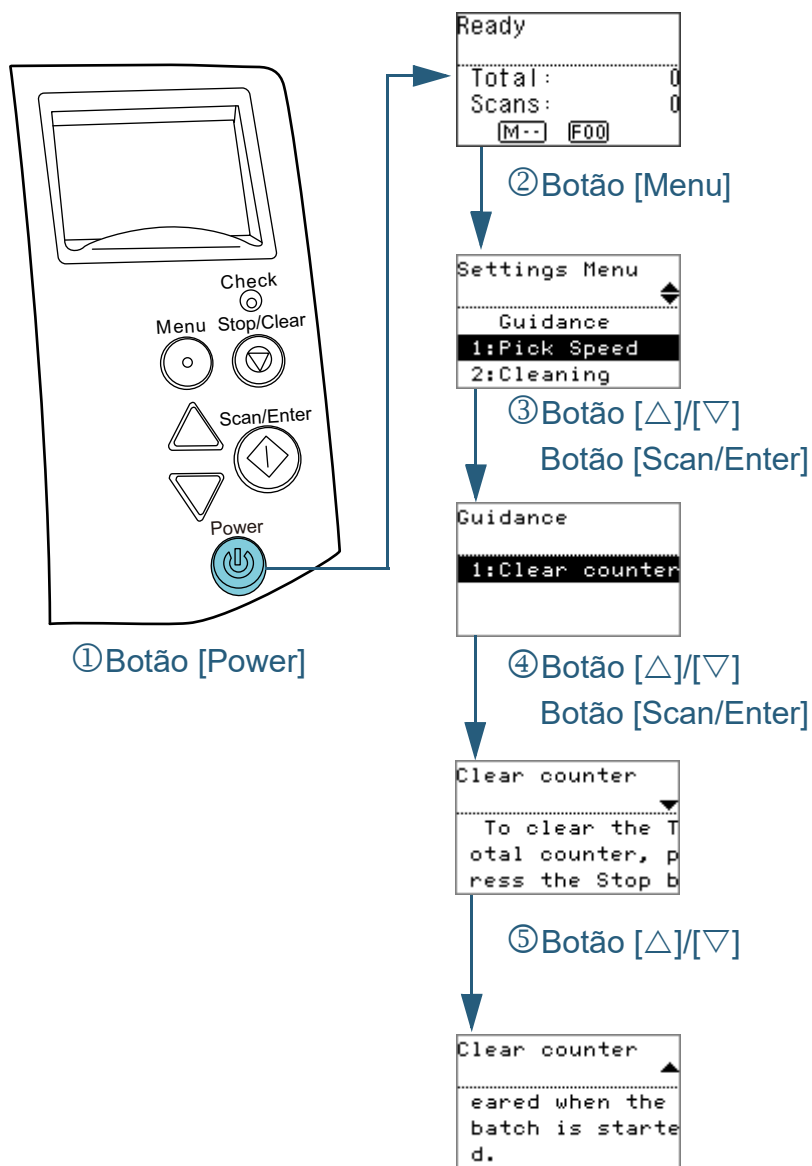 Ready
Total: 0
Scans: 0
M-- F00
②Botão [Menu]
Settings Menu
Guidance
1:Pick Speed
2:Cleaning
③Botão [△]/[▽]
Botão [Scan/Enter]
Guidance
1:Clear counter
④Botão [△]/[▽]
Botão [Scan/Enter]
Clear counter
To clear the T
otal counter, p
ress the Stop b
⑤Botão [△]/[▽]
Clear counter
eared when the
batch is starte
d.
Check
Menu Stop/Clear
Scan/Enter
Power
①Botão [Power]